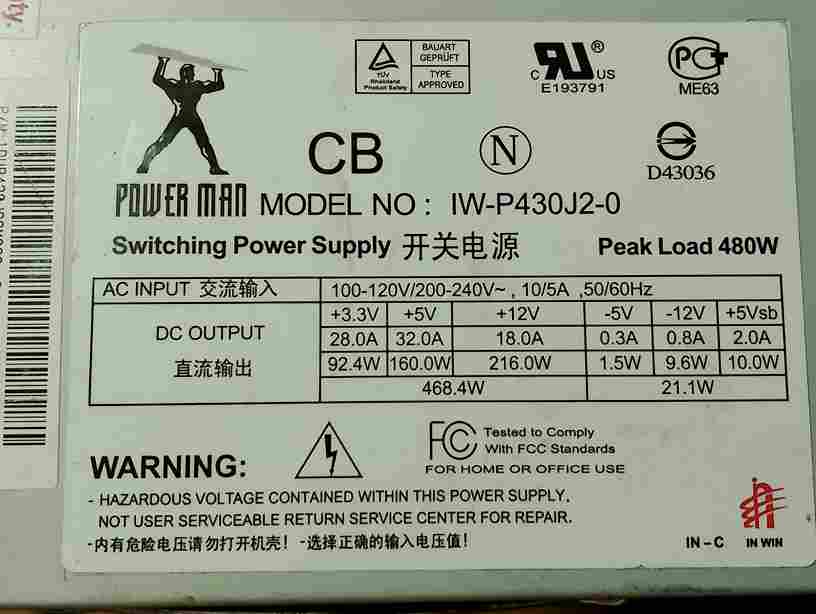 ty.
TÜV
Rheinland
Product Safety
BAUART
GEPRÜFT
TYPE
APPROVED
C RU® US
E193791
PCT
ME63
CB
N
D43036
POWER MAN MODEL NO : IW-P430J2-0
Switching Power Supply 开关电源 Peak Load 480W
AC INPUT 交流输入 100-120V/200-240V~ , 10/5A ,50/60Hz
DC OUTPUT
直流输出
+3.3V +5V +12V -5V -12V +5Vsb
28.0A 32.0A 18.0A 0.3A 0.8A 2.0A
92.4W 160.0W 216.0W 1.5W 9.6W 10.0W
468.4W 21.1W
FC Tested to Comply
With FCC Standards
FOR HOME OR OFFICE USE
WARNING:
- HAZARDOUS VOLTAGE CONTAINED WITHIN THIS POWER SUPPLY.
NOT USER SERVICEABLE RETURN SERVICE CENTER FOR REPAIR.
-内有危险电压请勿打开机壳! -选择正确的输入电压值!
IN-C
IN WIN